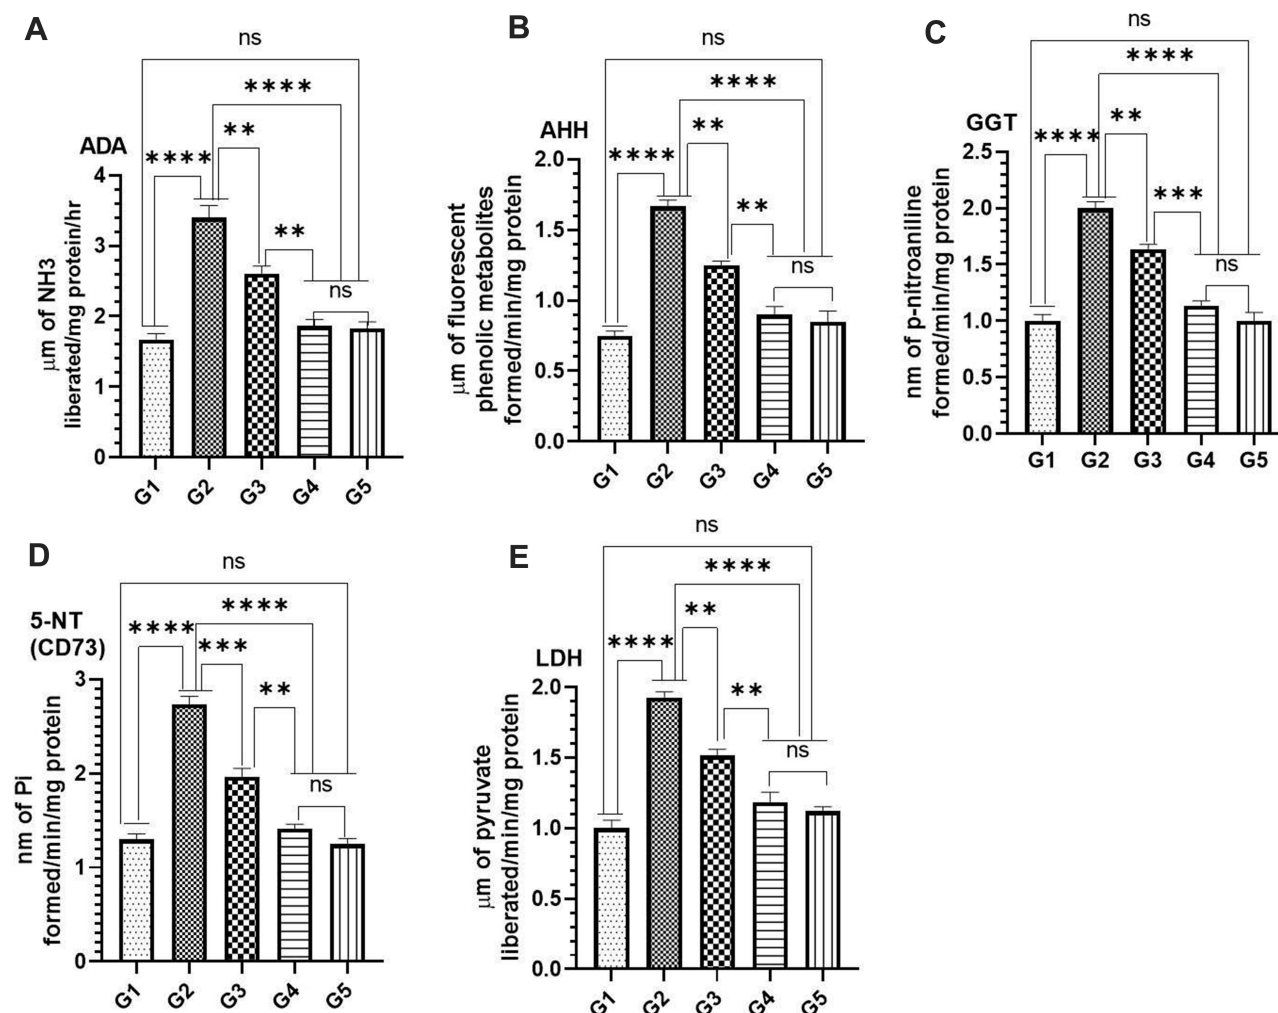 A
ns
****
**
ADA
****
**
ns
4
3
2
1
0
μm of NH3
liberated/mg protein/hr
G1 G2 G3 G4 G5
B
ns
****
**
AHH
****
**
ns
2.0
1.5
1.0
0.5
0.0
μm of fluorescent
phenolic metabolites
formed/min/mg protein
G1 G2 G3 G4 G5
C
ns
****
**
GGT
****
***
ns
2.5
2.0
1.5
1.0
0.5
0.0
nm of p-nitroaniline
formed/min/mg protein
G1 G2 G3 G4 G5
D
ns
****
5-NT
(CD73)
****
***
**
ns
3
2
1
0
nm of Pi
formed/min/mg protein
G1 G2 G3 G4 G5
E
ns
****
**
LDH
****
**
ns
2.0
1.5
1.0
0.5
0.0
μm of pyruvate
liberated/min/mg protein
G1 G2 G3 G4 G5